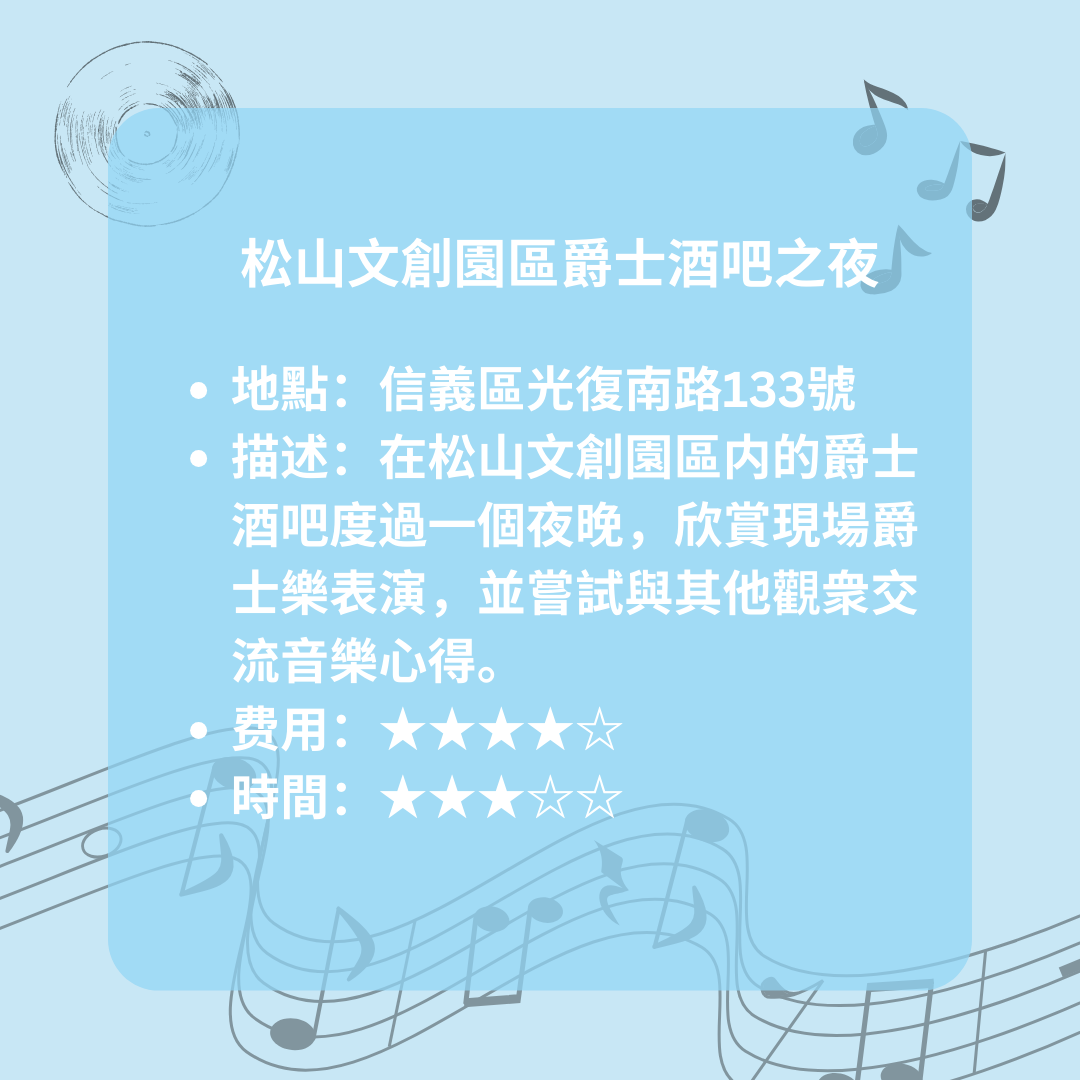 松山文創園區爵士酒吧之夜
• 地點：信義區光復南路133號
• 描述：在松山文創園區内的爵士
酒吧度過一個夜晚，欣賞現場爵
士樂表演，並嘗試與其他觀衆交
流音樂心得。
• 费用：★★★★☆
• 時間：★★★☆☆